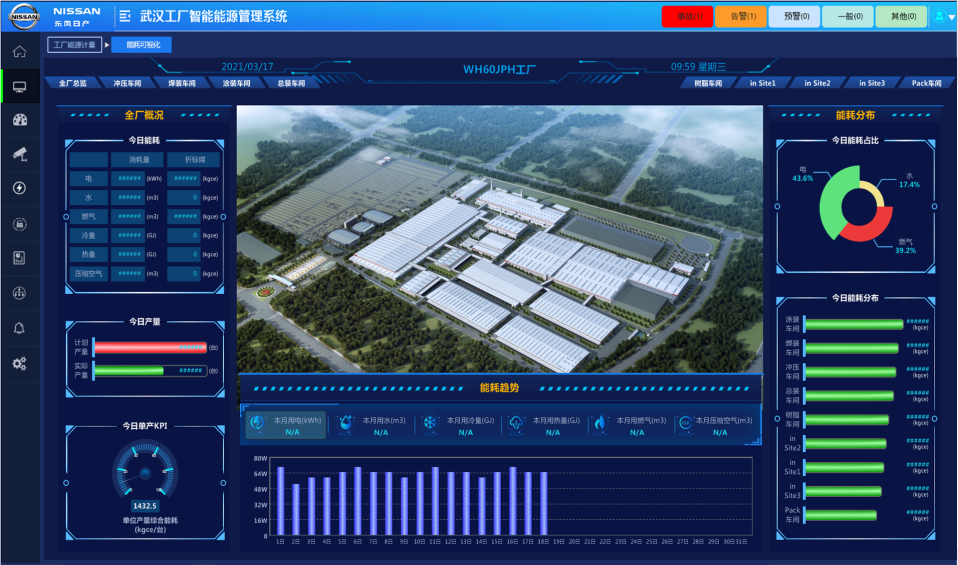 NISSAN
NISSAN
东风日产
武汉工厂智能能源管理系统
事故(1)
告警(1)
预警(0)
一般(0)
其他(0)
工厂能源计量
能耗可视化
2021/03/17
WH60JPH工厂
09:59 星期三
全厂总览
冲压车间
焊装车间
涂装车间
总装车间
树脂车间
in Site1
in Site2
in Site3
Pack车间
全厂概况
今日能耗
消耗量 折标煤
电 ###### (kWh) ###### (kgce)
水 ###### (m3) 0 (kgce)
燃气 ###### (m3) ###### (kgce)
冷量 ###### (GJ) 0 (kgce)
热量 ###### (GJ) 0 (kgce)
压缩空气 ###### (m3) 0 (kgce)
今日产量
计划产量 ###### (台)
实际产量 ###### (台)
今日单产KPI
1432.5
单位产量综合能耗
(kgce/台)
能耗趋势
本月用电(kWh)
N/A
本月用水(m3)
N/A
本月用冷量(GJ)
N/A
本月用热量(GJ)
N/A
本月用燃气(m3)
N/A
本月压缩空气(m3)
N/A
80W
64W
48W
32W
16W
0
1日 2日 3日 4日 5日 6日 7日 8日 9日 10日 11日 12日 13日 14日 15日 16日 17日 18日 19日 20日 21日 22日 23日 24日 25日 26日 27日 28日 29日 30日 31日
能耗分布
今日能耗占比
电
43.6%
水
17.4%
燃气
39.2%
今日能耗分布
涂装车间 ###### (kgce)
焊装车间 ###### (kgce)
冲压车间 ###### (kgce)
总装车间 ###### (kgce)
树脂车间 ###### (kgce)
in Site2 ###### (kgce)
in Site1 ###### (kgce)
in Site3 ###### (kgce)
Pack车间 ###### (kgce)